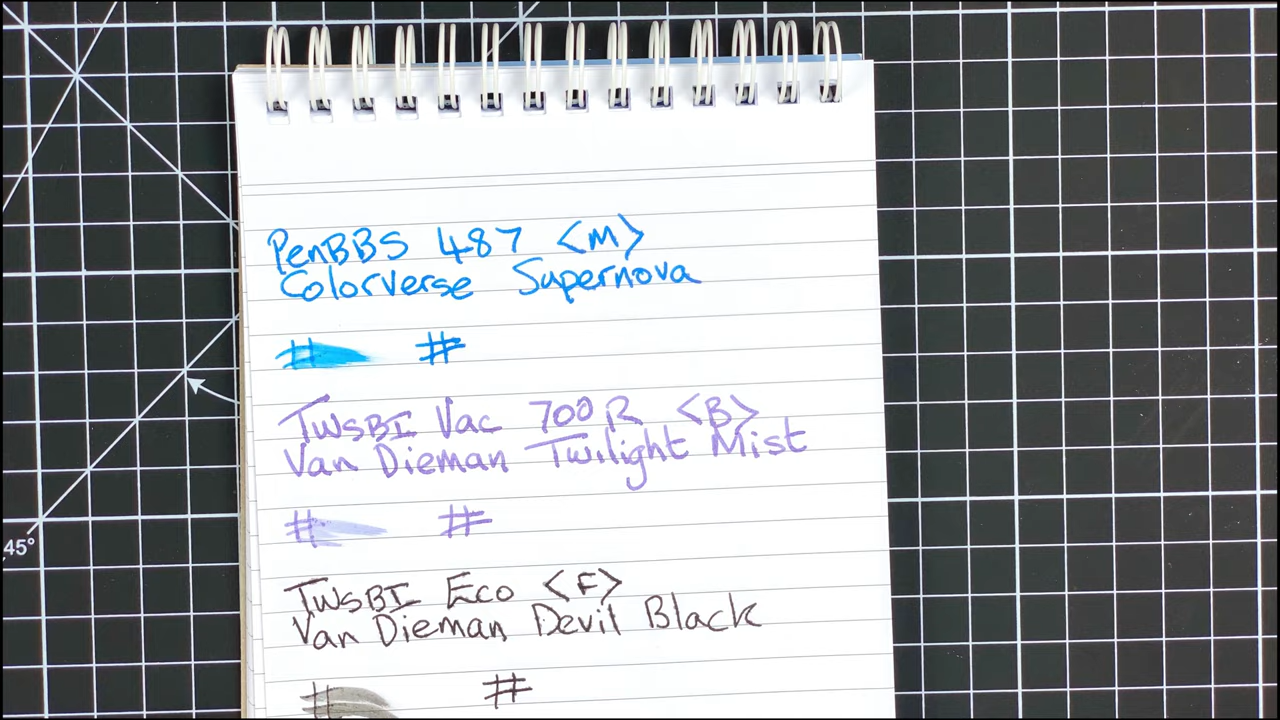 PenBBS 487 <M>
Colorverse Supernova
# #
TWSBI Vac 700R <B>
Van Dieman Twilight Mist
# #
TWSBI Eco <F>
Van Dieman Devil Black
# #
45°